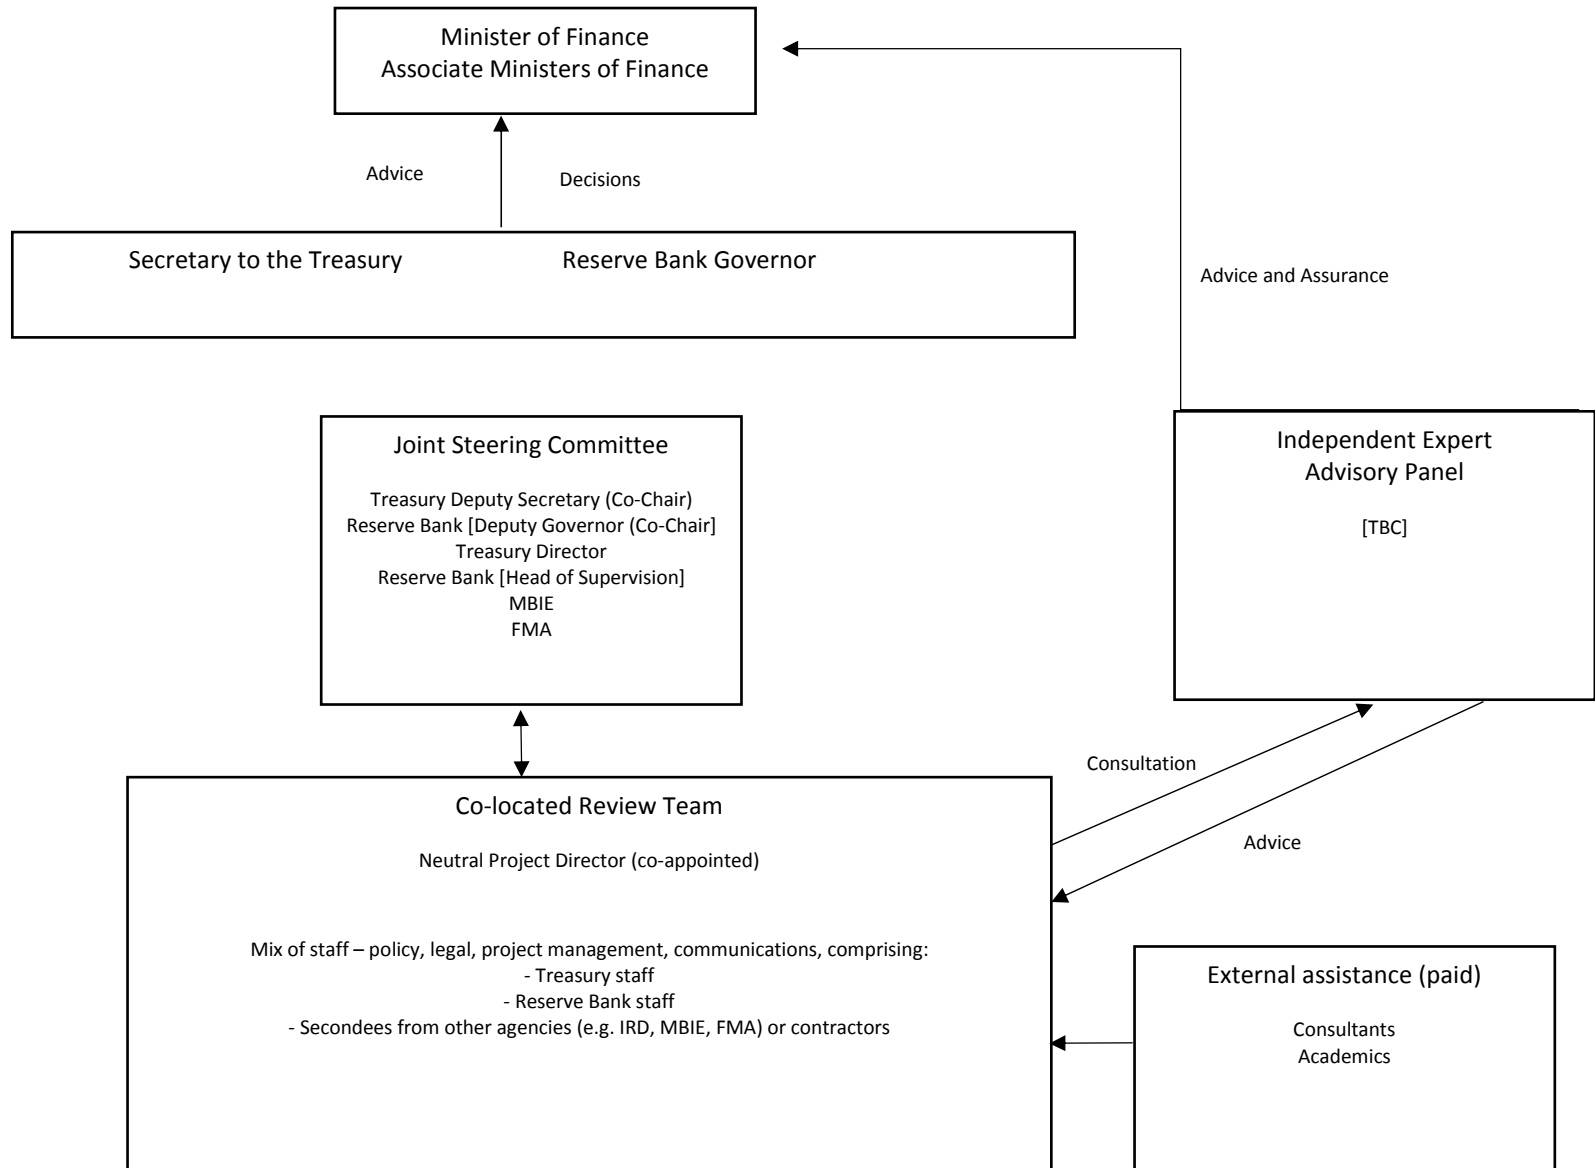 Minister of Finance
Associate Ministers of Finance
Advice
Decisions
Secretary to the Treasury
Reserve Bank Governor
Advice and Assurance
Joint Steering Committee
Treasury Deputy Secretary (Co-Chair)
Reserve Bank [Deputy Governor (Co-Chair]
Treasury Director
Reserve Bank [Head of Supervision]
MBIE
FMA
Independent Expert
Advisory Panel
[TBC]
Consultation
Advice
Co-located Review Team
Neutral Project Director (co-appointed)
Mix of staff – policy, legal, project management, communications, comprising:
- Treasury staff
- Reserve Bank staff
- Secondees from other agencies (e.g. IRD, MBIE, FMA) or contractors
External assistance (paid)
Consultants
Academics